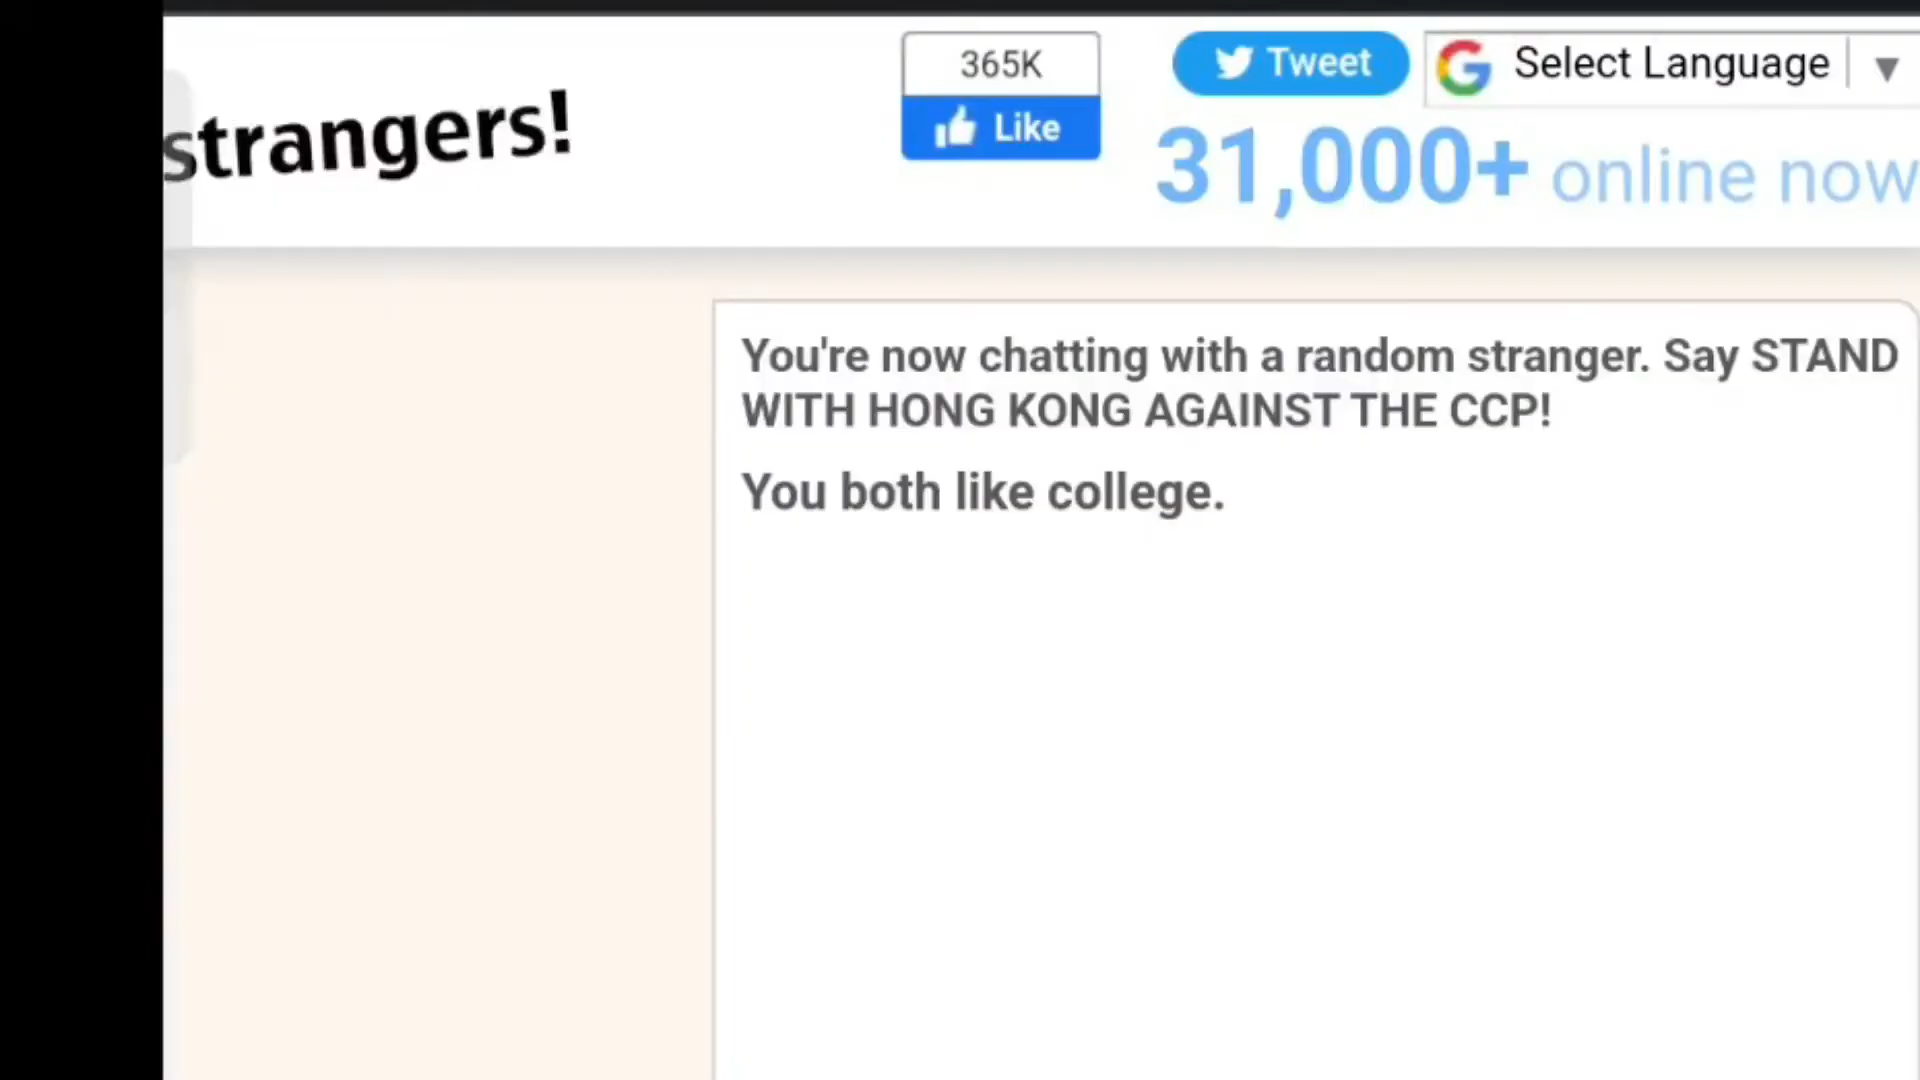 strangers!
365K
Like
Tweet
Select Language
31,000+ online now
You're now chatting with a random stranger. Say STAND
WITH HONG KONG AGAINST THE CCP!
You both like college.